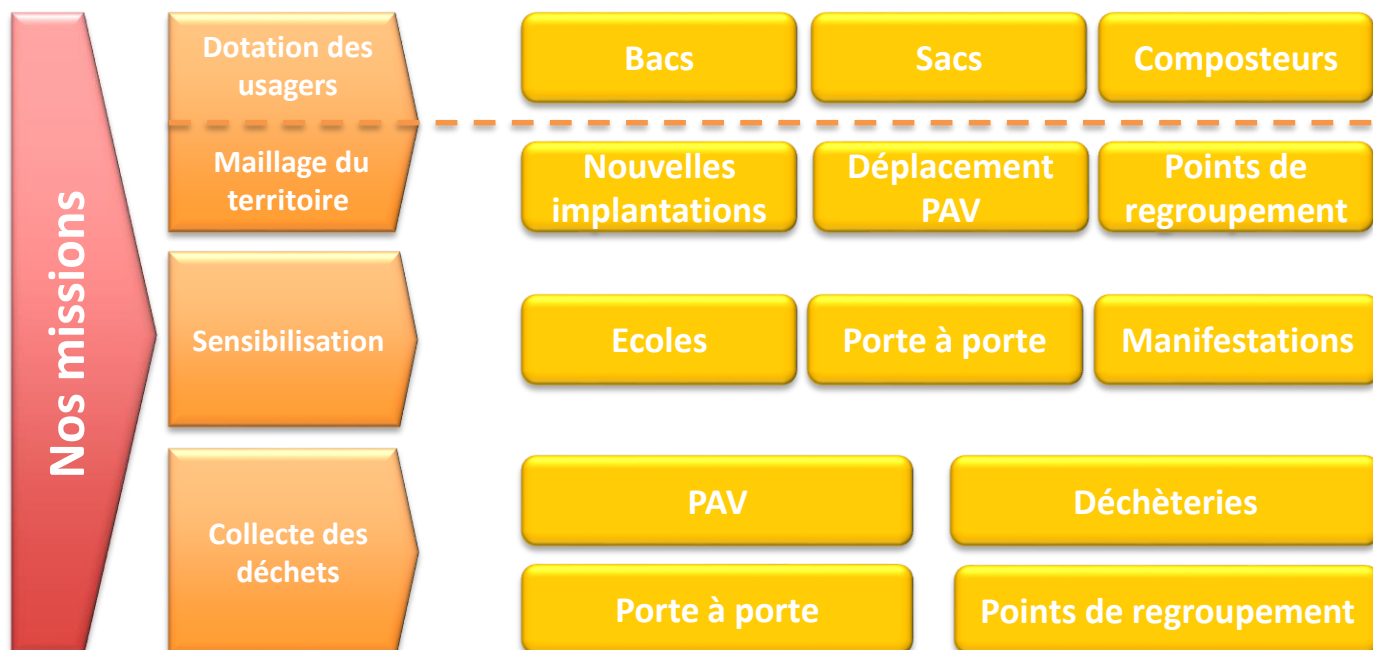 Nos missions
Dotation des
usagers
Bacs
Sacs
Composteurs
Maillage du
territoire
Nouvelles
implantations
Déplacement
PAV
Points de
regroupement
Sensibilisation
Ecoles
Porte à porte
Manifestations
Collecte des
déchets
PAV
Déchèteries
Porte à porte
Points de regroupement